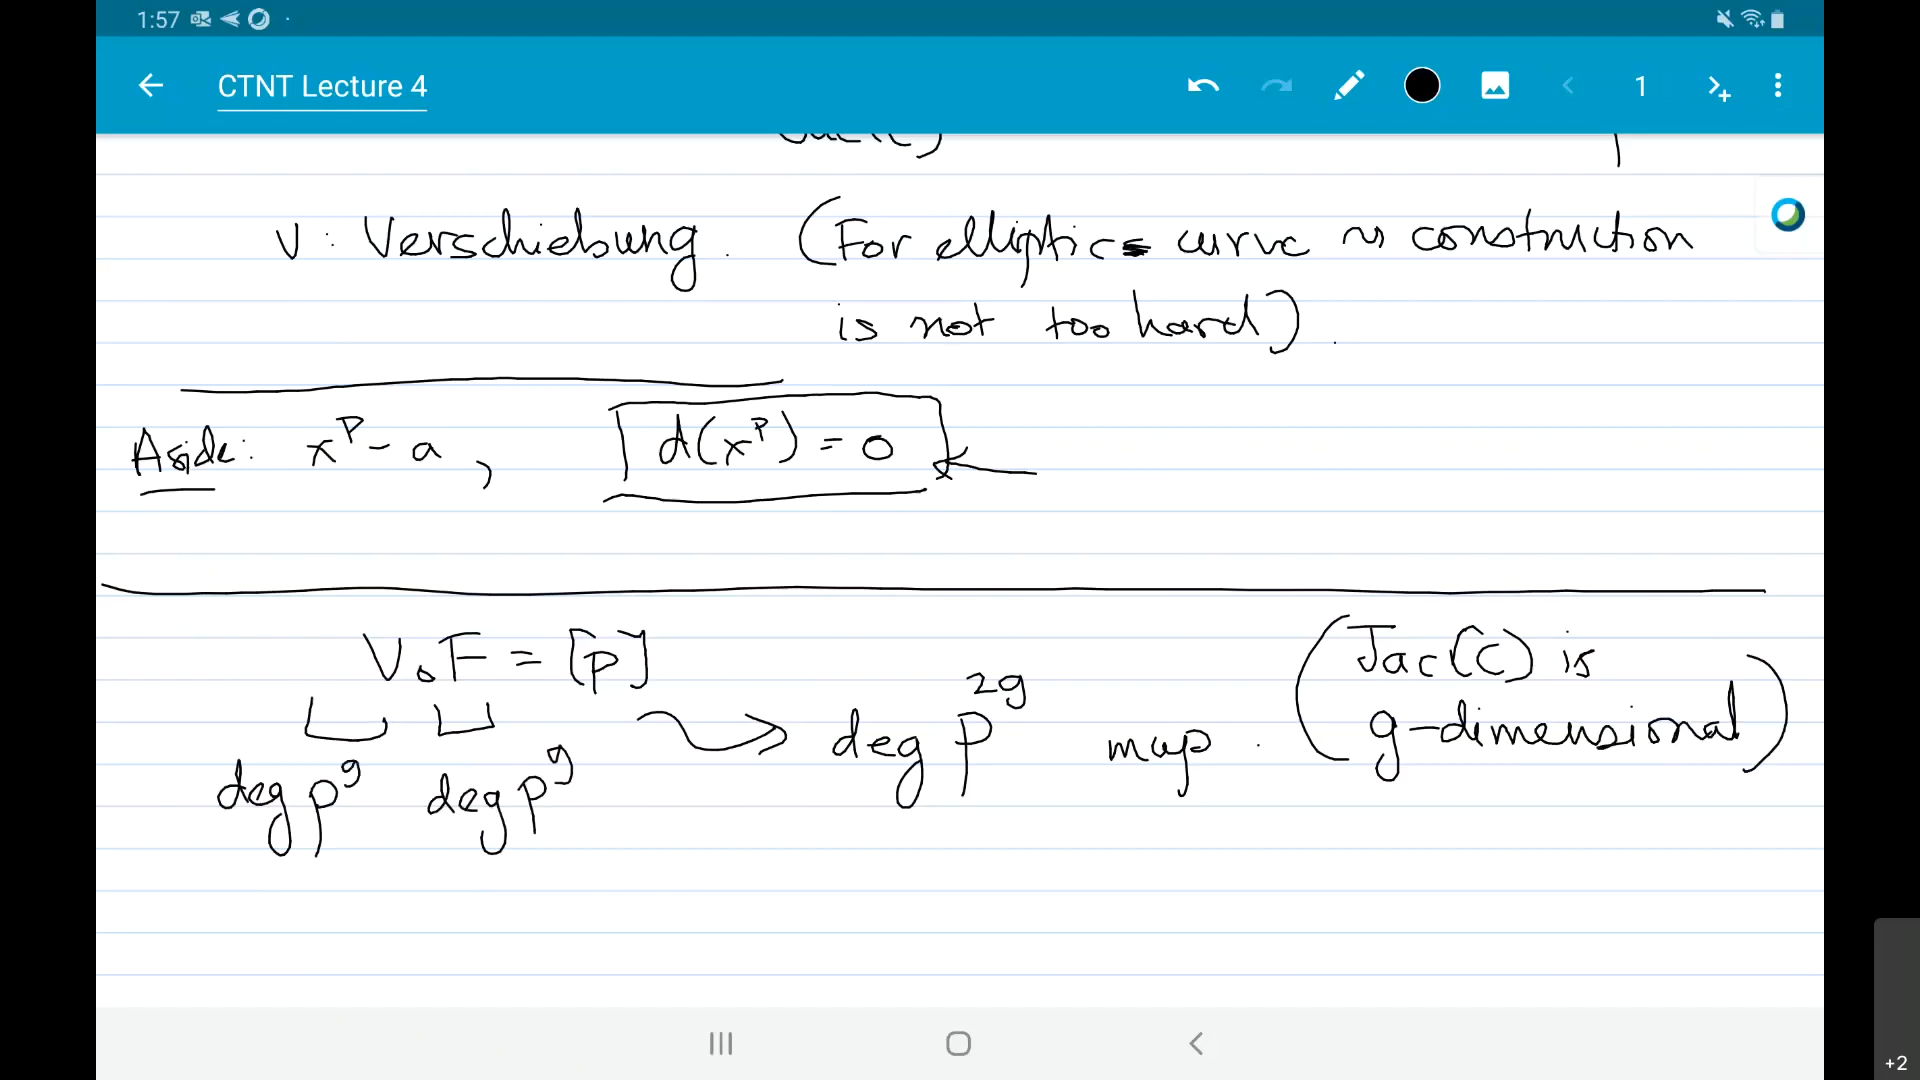 1:57
CTNT Lecture 4
1
Jac(C)
V : Verschiebung. (For elliptic curve ⇝ construction
is not too hard).
Aside: x^p - a, d(x^p) = 0
V∘F = [p]
(Jac(C) is
g-dimensional)
deg p^g deg p^g ⇝ deg p^{2g} map.
+2